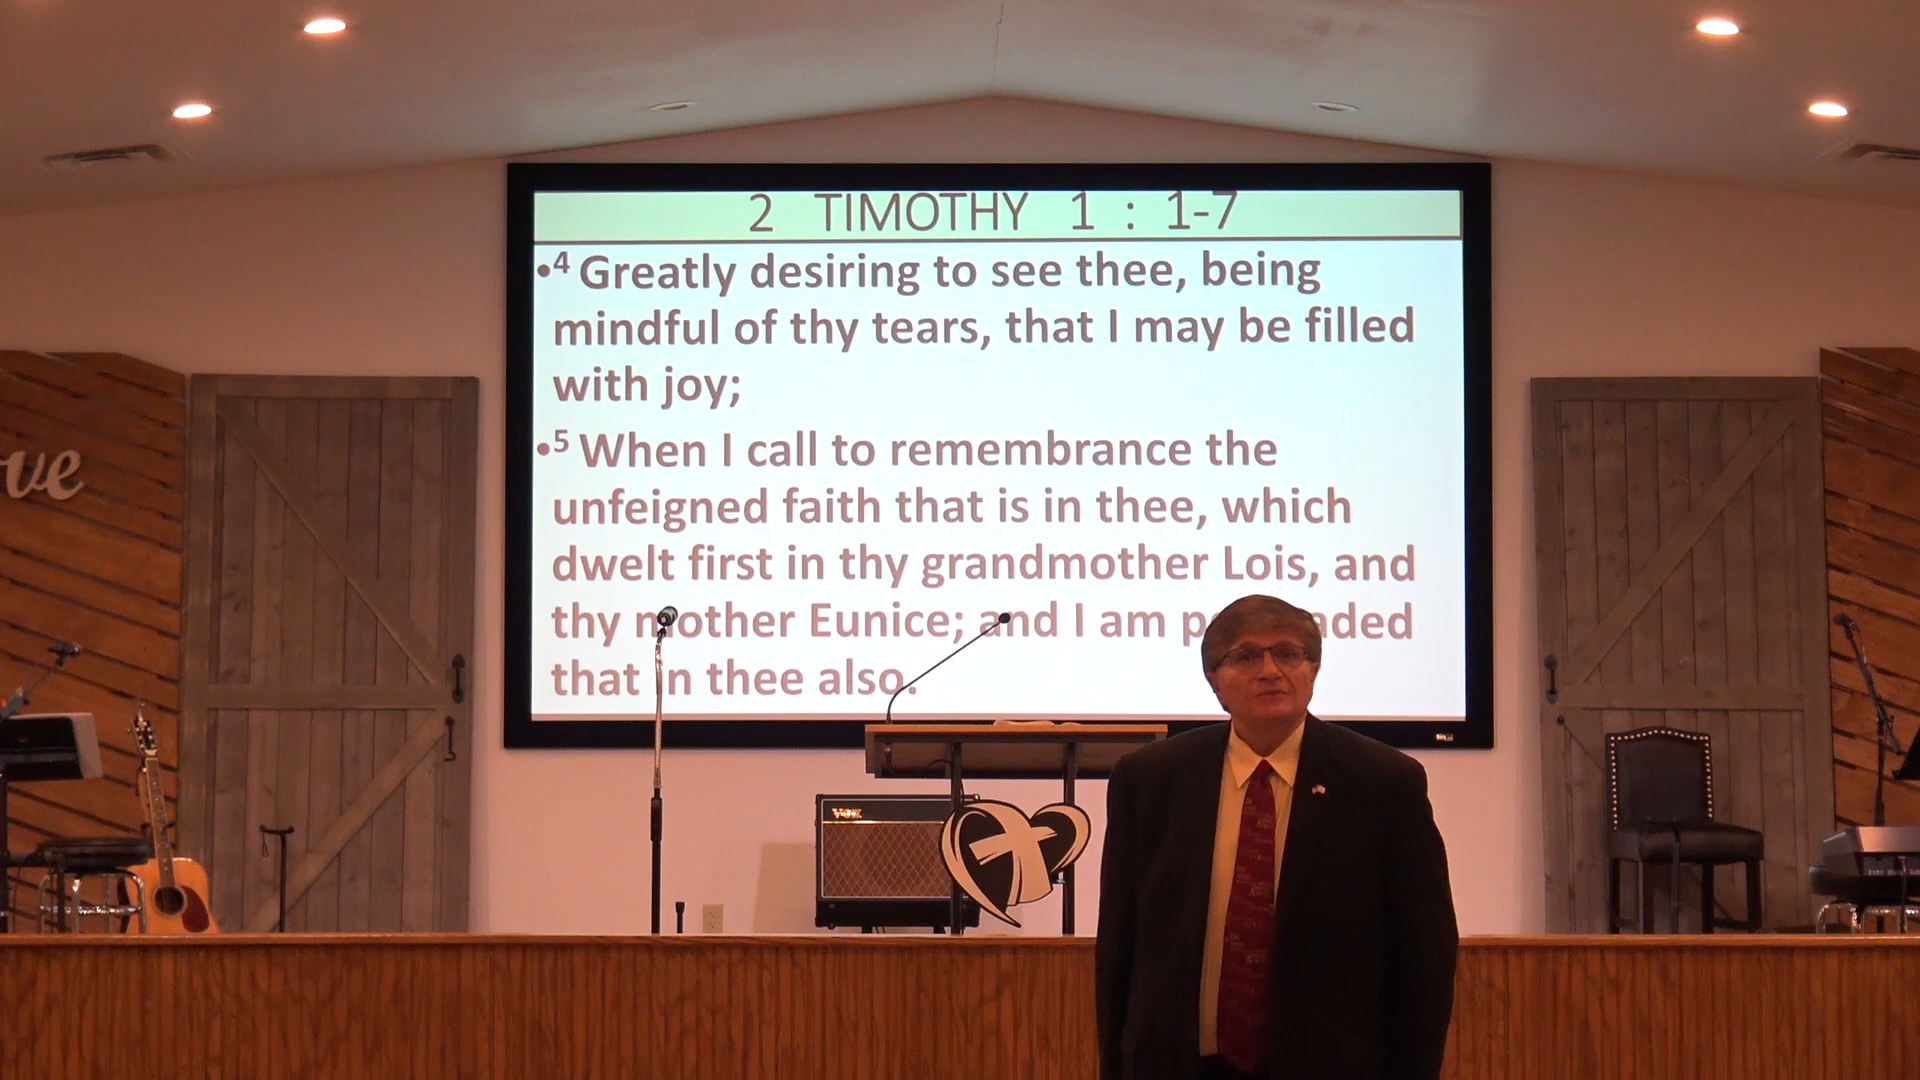 2 TIMOTHY 1 : 1-7
•4 Greatly desiring to see thee, being
mindful of thy tears, that I may be filled
with joy;
•5 When I call to remembrance the
unfeigned faith that is in thee, which
dwelt first in thy grandmother Lois, and
thy mother Eunice; and I am
that in thee also.
ve
VOX